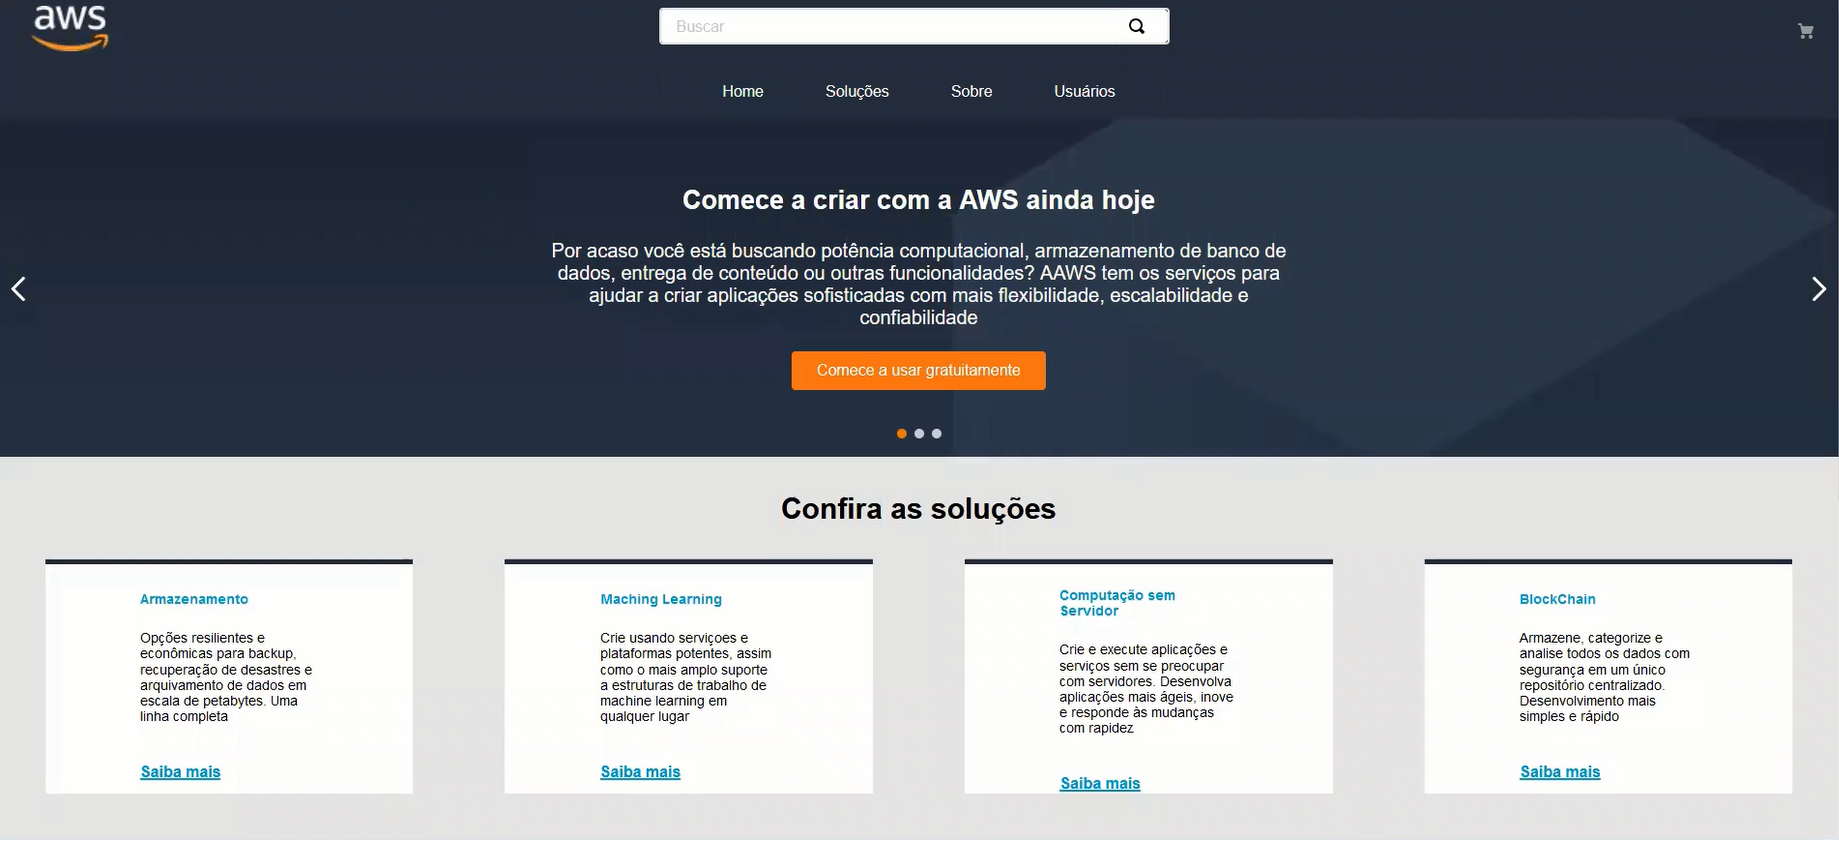 aws
Buscar
Home Soluções Sobre Usuários
Comece a criar com a AWS ainda hoje
Por acaso você está buscando potência computacional, armazenamento de banco de
dados, entrega de conteúdo ou outras funcionalidades? AAWS tem os serviços para
ajudar a criar aplicações sofisticadas com mais flexibilidade, escalabilidade e
confiabilidade
Comece a usar gratuitamente
Confira as soluções
Armazenamento
Opções resilientes e
econômicas para backup,
recuperação de desastres e
arquivamento de dados em
escala de petabytes. Uma
linha completa
Saiba mais
Maching Learning
Crie usando serviçoes e
plataformas potentes, assim
como o mais amplo suporte
a estruturas de trabalho de
machine learning em
qualquer lugar
Saiba mais
Computação sem
Servidor
Crie e execute aplicações e
serviços sem se preocupar
com servidores. Desenvolva
aplicações mais ágeis, inove
e responde às mudanças
com rapidez
Saiba mais
BlockChain
Armazene, categorize e
analise todos os dados com
segurança em um único
repositório centralizado.
Desenvolvimento mais
simples e rápido
Saiba mais